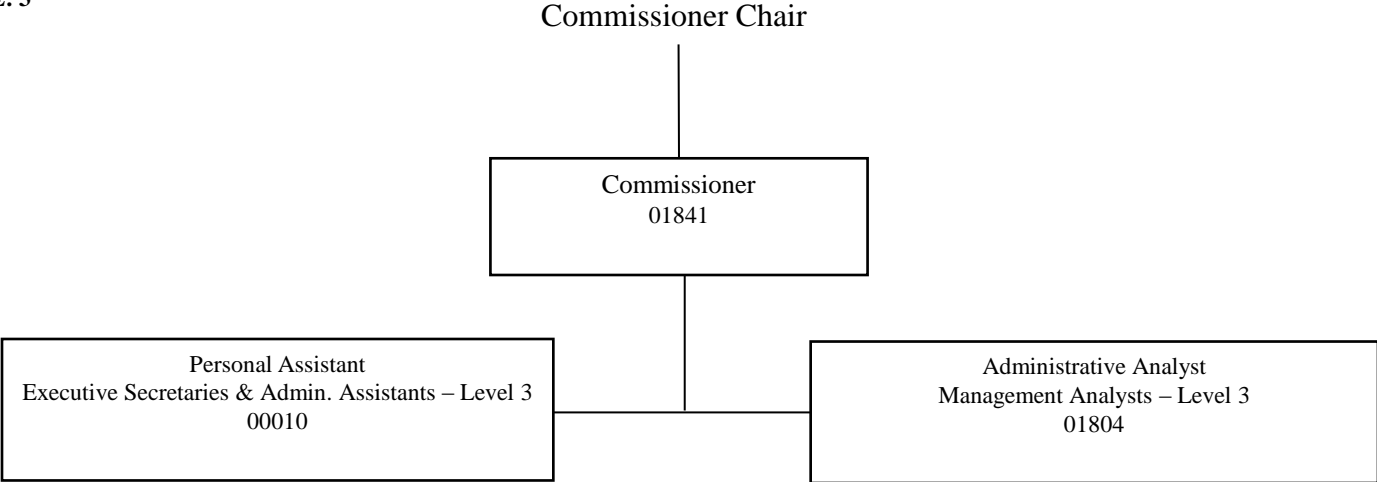 Commissioner Chair
Commissioner
01841
Personal Assistant
Executive Secretaries & Admin. Assistants – Level 3
00010
Administrative Analyst
Management Analysts – Level 3
01804